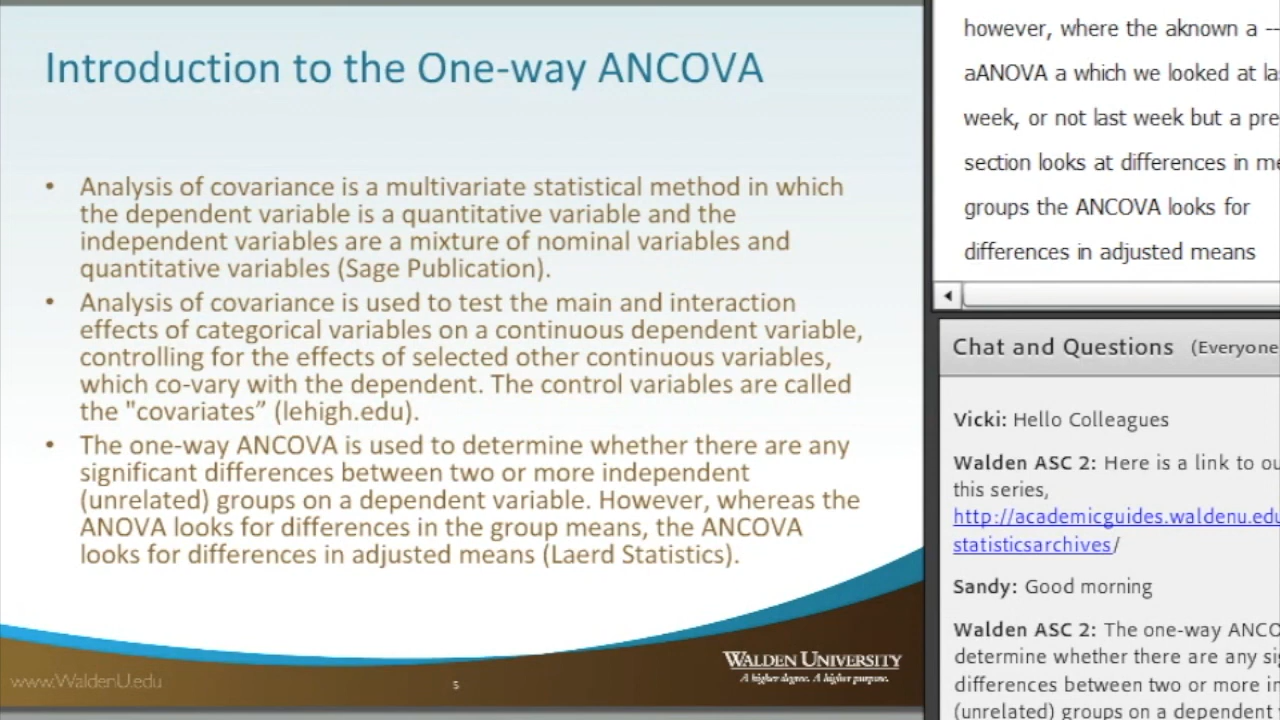 Introduction to the One-way ANCOVA
• Analysis of covariance is a multivariate statistical method in which
the dependent variable is a quantitative variable and the
independent variables are a mixture of nominal variables and
quantitative variables (Sage Publication).
• Analysis of covariance is used to test the main and interaction
effects of categorical variables on a continuous dependent variable,
controlling for the effects of selected other continuous variables,
which co-vary with the dependent. The control variables are called
the "covariates” (lehigh.edu).
• The one-way ANCOVA is used to determine whether there are any
significant differences between two or more independent
(unrelated) groups on a dependent variable. However, whereas the
ANOVA looks for differences in the group means, the ANCOVA
looks for differences in adjusted means (Laerd Statistics).
www.WaldenU.edu
5
WALDEN UNIVERSITY
A higher degree. A higher purpose.
however, where the aknown a --
aANOVA a which we looked at
week, or not last week but a
section looks at differences in
groups the ANCOVA looks for
differences in adjusted means
Chat and Questions (Everyone
Vicki: Hello Colleagues
Walden ASC 2: Here is a link to
this series,
http://academicguides.waldenu.edu
statisticsarchives/
Sandy: Good morning
Walden ASC 2: The one-way
determine whether there are any
differences between two or more
(unrelated) groups on a dependent